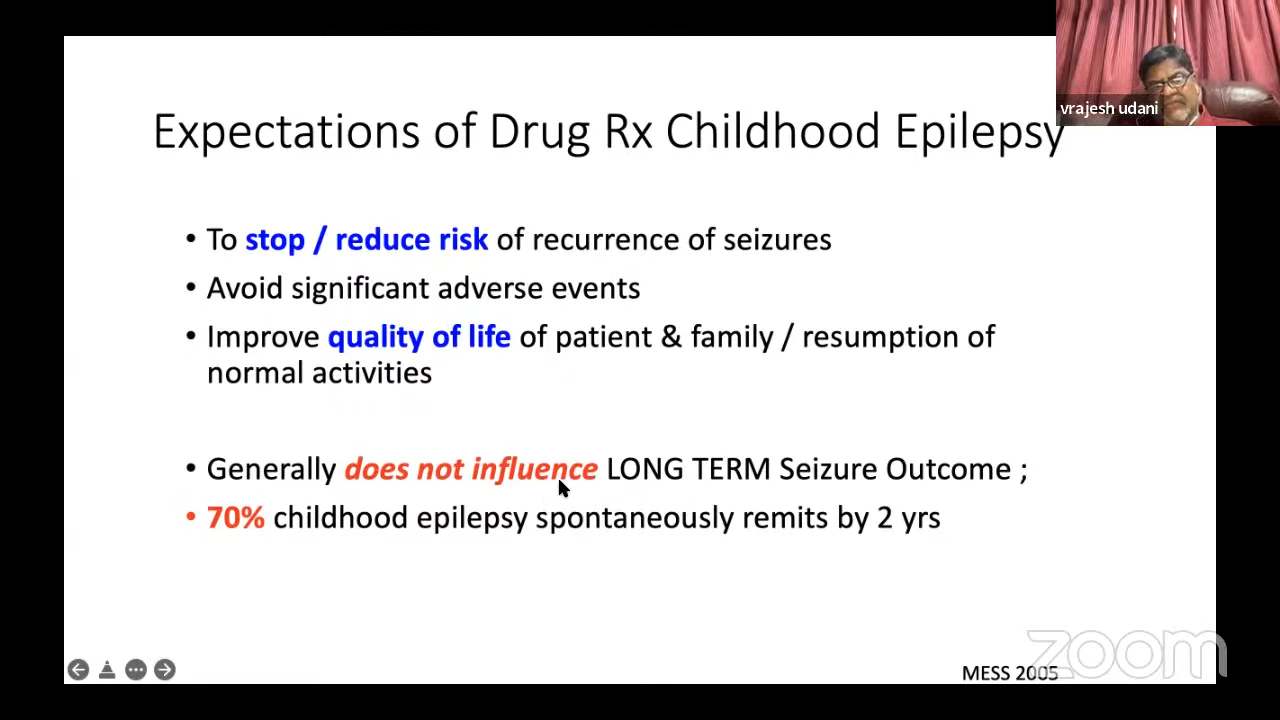 vrajesh udani
Expectations of Drug Rx Childhood Epilepsy
• To stop / reduce risk of recurrence of seizures
• Avoid significant adverse events
• Improve quality of life of patient & family / resumption of
normal activities
• Generally does not influence LONG TERM Seizure Outcome ;
• 70% childhood epilepsy spontaneously remits by 2 yrs
zoom
MESS 2005